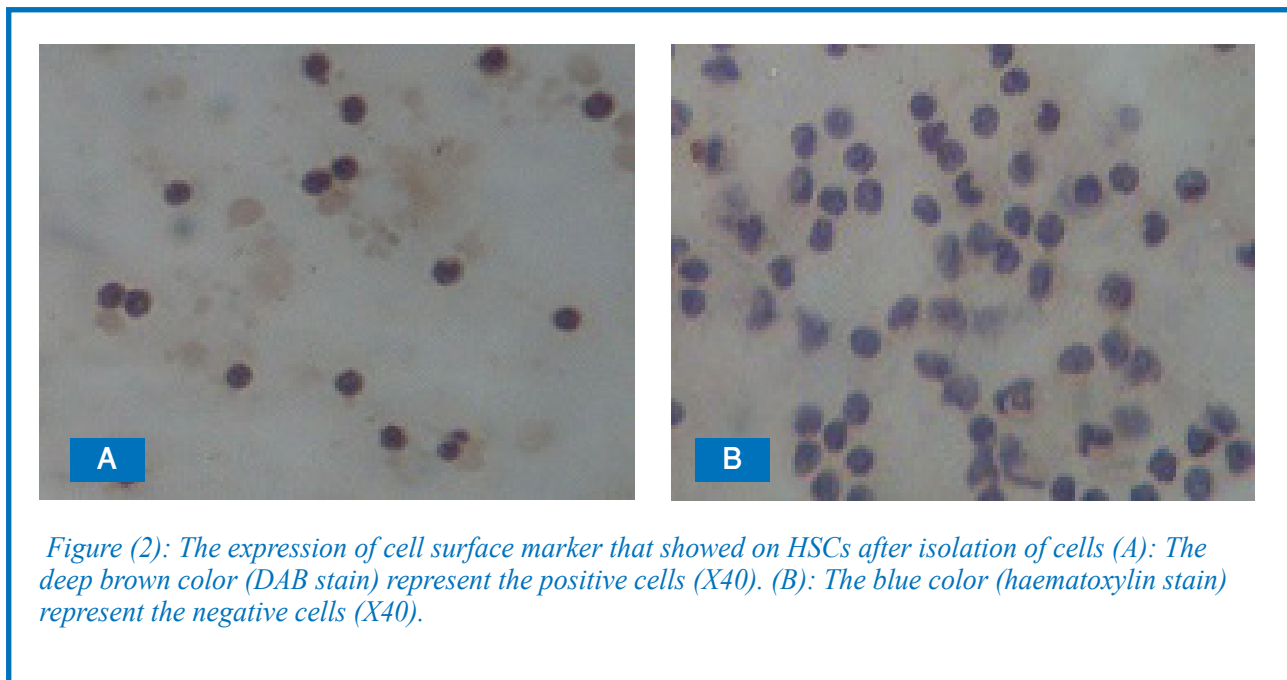 A
B
Figure (2): The expression of cell surface marker that showed on HSCs after isolation of cells (A): The
deep brown color (DAB stain) represent the positive cells (X40). (B): The blue color (haematoxylin stain)
represent the negative cells (X40).